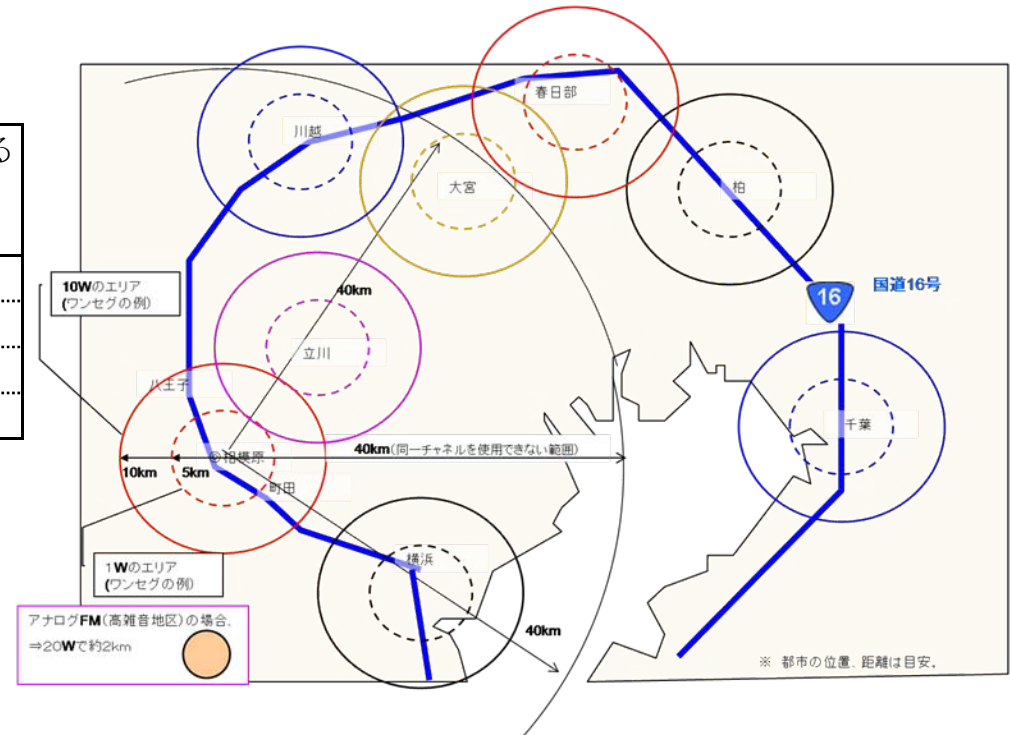 る
春日部
川越
大宮
柏
16
国道16号
10Wのエリア
(ワンセグの例)
40km
立川
八王子
千葉
40km(同一チャネルを使用できない範囲)
◎相模原
10km
5km
町田
横浜
1Wのエリア
(ワンセグの例)
アナログFM(高雑音地区)の場合、
⇒20Wで約2km
40km
※ 都市の位置、距離は目安。